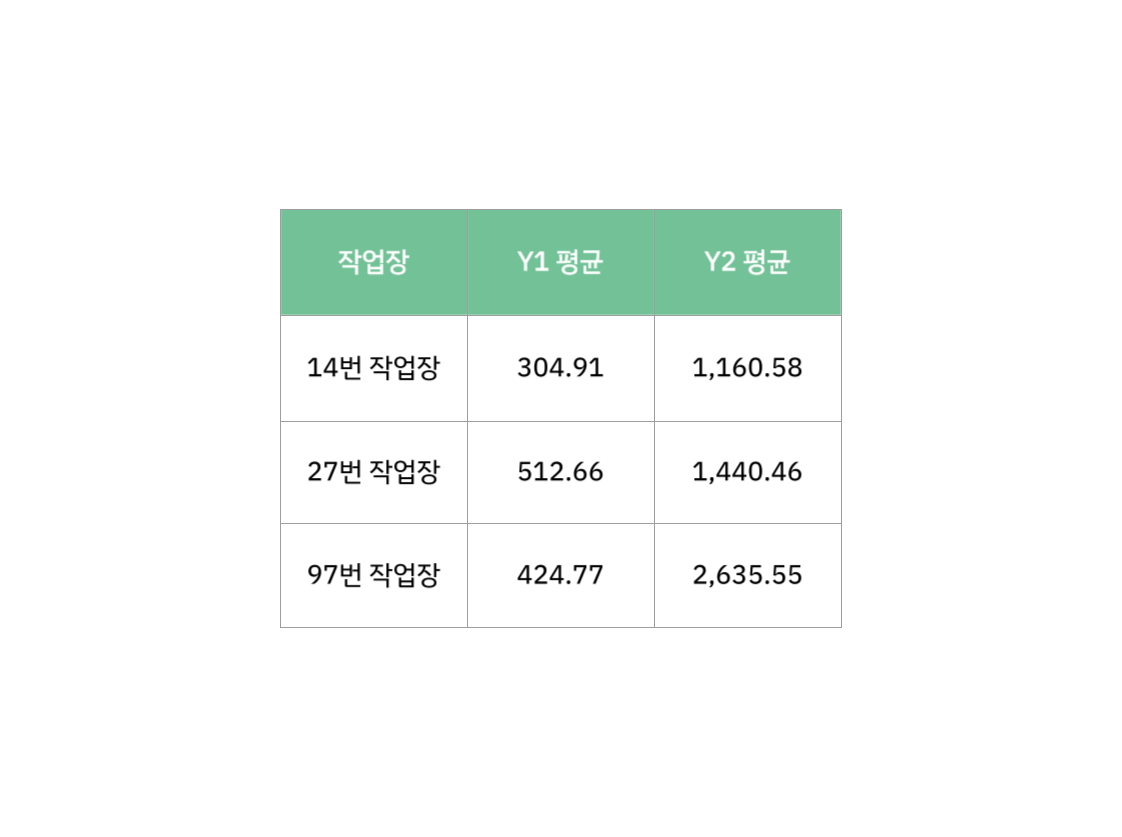 작업장 Y1 평균 Y2 평균
14번 작업장 304.91 1,160.58
27번 작업장 512.66 1,440.46
97번 작업장 424.77 2,635.55